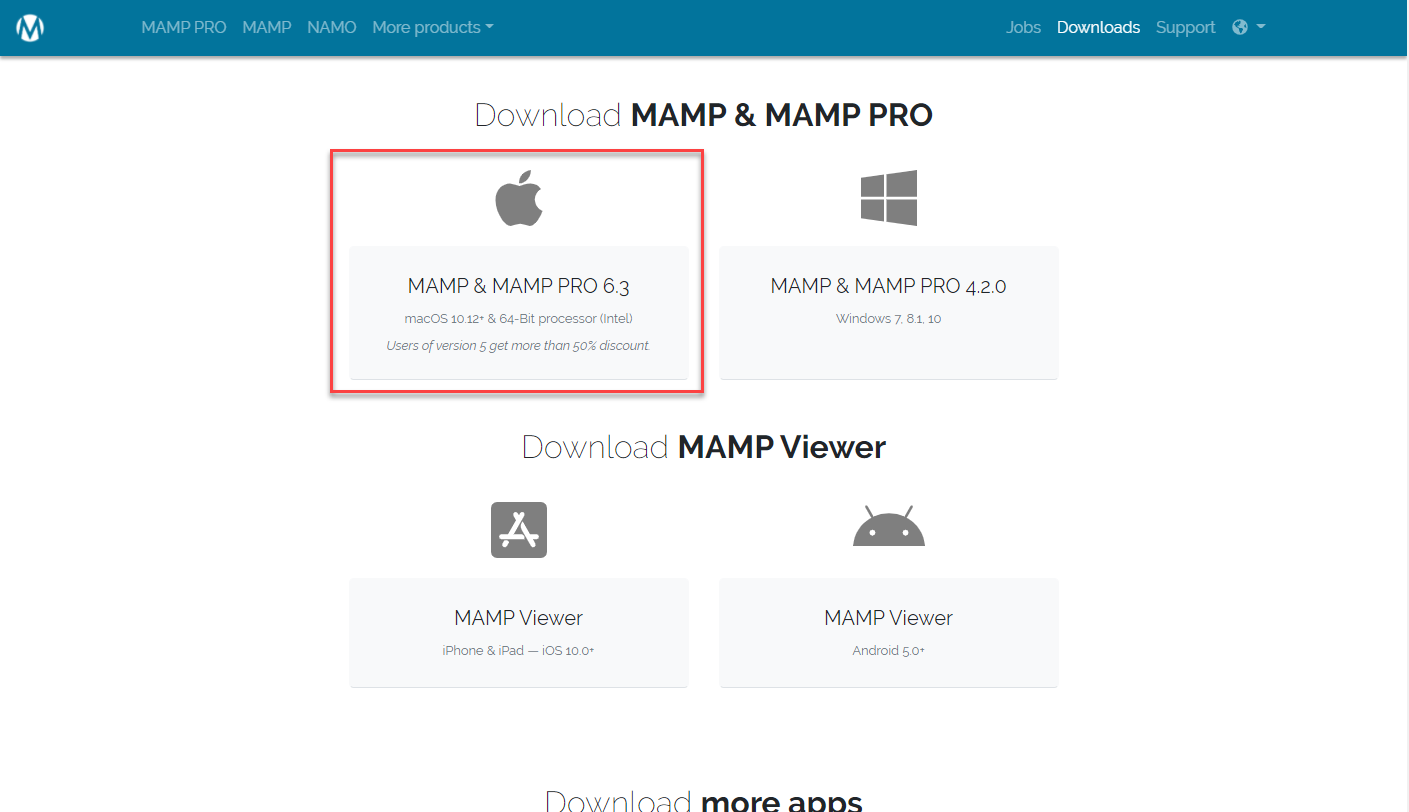 MAMP PRO MAMP NAMO More products Jobs Downloads Support
Download MAMP & MAMP PRO
MAMP & MAMP PRO 6.3
macOS 10.12+ & 64-Bit processor (Intel)
Users of version 5 get more than 50% discount.
MAMP & MAMP PRO 4.2.0
Windows 7, 8.1, 10
Download MAMP Viewer
MAMP Viewer
iPhone & iPad — iOS 10.0+
MAMP Viewer
Android 5.0+
Download more apps